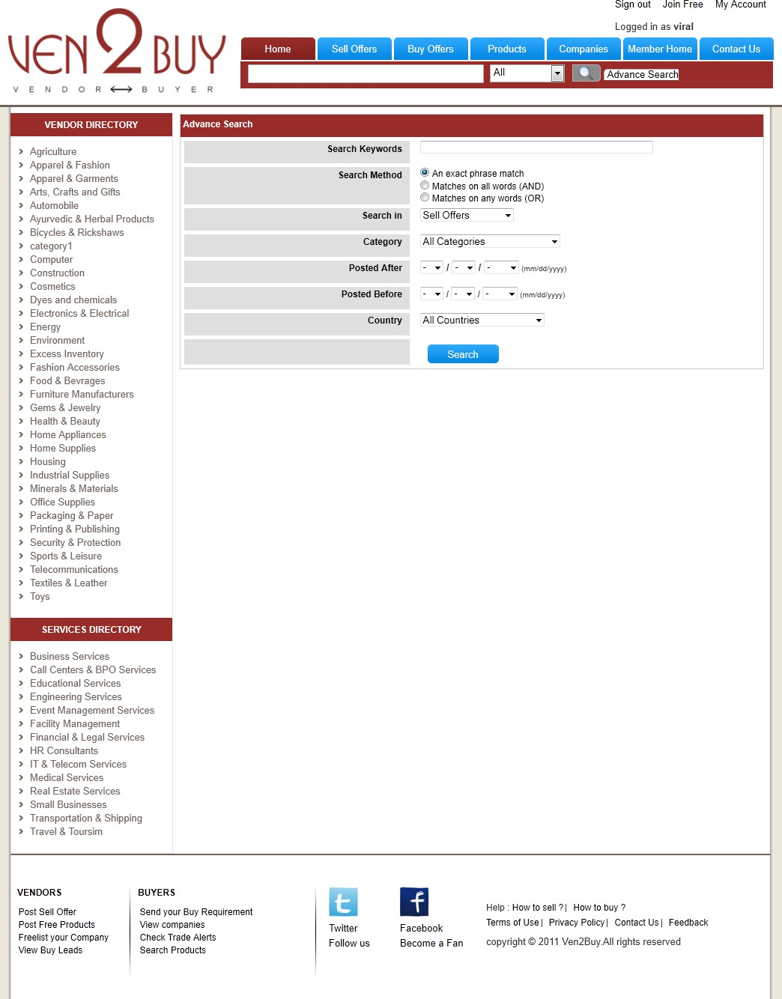 Sign out Join Free My Account
Logged in as viral
VEN2BUY
VENDOR BUYER
Home Sell Offers Buy Offers Products Companies Member Home Contact Us
All Advance Search
VENDOR DIRECTORY
Agriculture
Apparel & Fashion
Apparel & Garments
Arts, Crafts and Gifts
Automobile
Ayurvedic & Herbal Products
Bicycles & Rickshaws
category1
Computer
Construction
Cosmetics
Dyes and chemicals
Electronics & Electrical
Energy
Environment
Excess Inventory
Fashion Accessories
Food & Bevrages
Furniture Manufacturers
Gems & Jewelry
Health & Beauty
Home Appliances
Home Supplies
Housing
Industrial Supplies
Minerals & Materials
Office Supplies
Packaging & Paper
Printing & Publishing
Security & Protection
Sports & Leisure
Telecommunications
Textiles & Leather
Toys
SERVICES DIRECTORY
Business Services
Call Centers & BPO Services
Educational Services
Engineering Services
Event Management Services
Facility Management
Financial & Legal Services
HR Consultants
IT & Telecom Services
Medical Services
Real Estate Services
Small Businesses
Transportation & Shipping
Travel & Toursim
Advance Search
Search Keywords
Search Method An exact phrase match
Matches on all words (AND)
Matches on any words (OR)
Search in Sell Offers
Category All Categories
Posted After - / - / - (mm/dd/yyyy)
Posted Before - / - / - (mm/dd/yyyy)
Country All Countries
Search
VENDORS
Post Sell Offer
Post Free Products
Freelist your Company
View Buy Leads
BUYERS
Send your Buy Requirement
View companies
Check Trade Alerts
Search Products
Twitter
Follow us
Facebook
Become a Fan
Help : How to sell ? | How to buy ?
Terms of Use | Privacy Policy | Contact Us | Feedback
copyright © 2011 Ven2Buy.All rights reserved